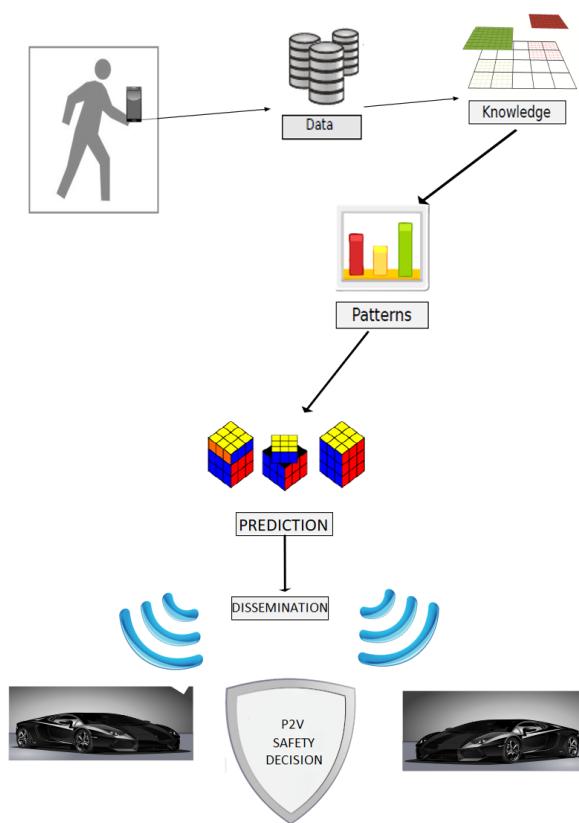 Data
Knowledge
Patterns
PREDICTION
DISSEMINATION
P2V
SAFETY
DECISION